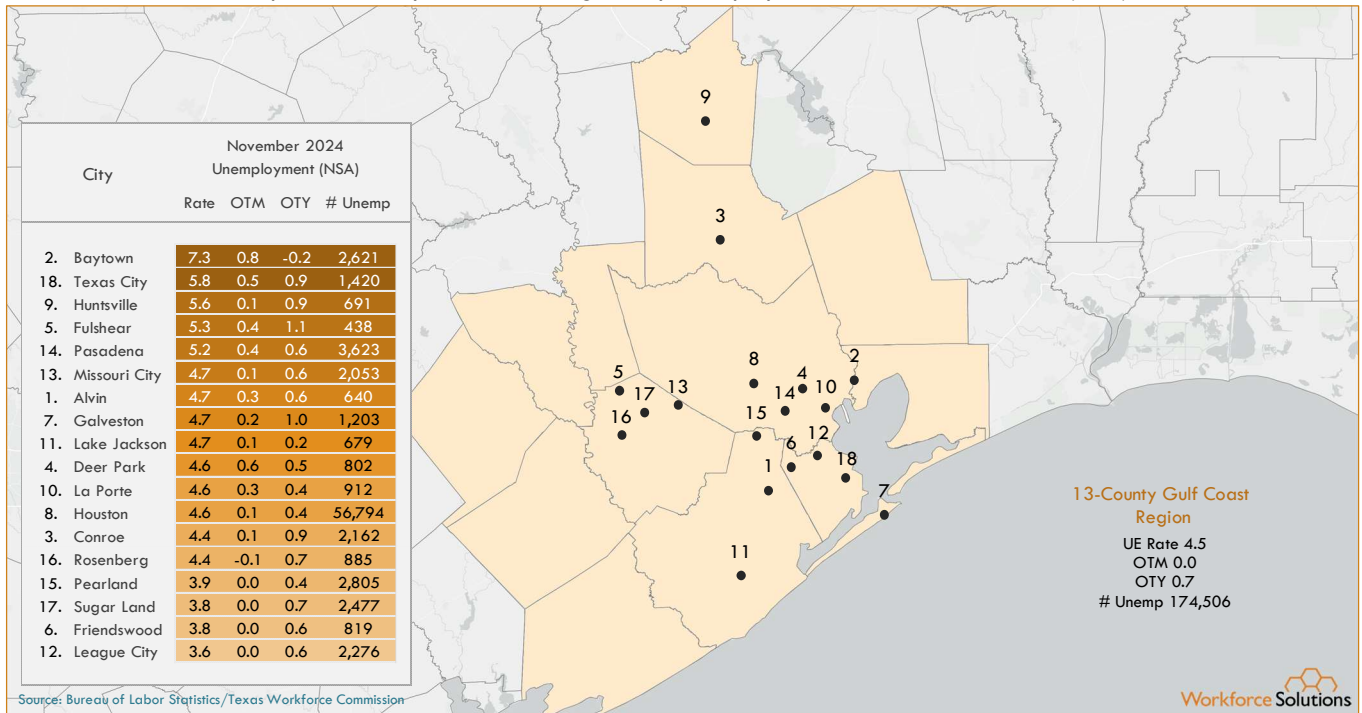 City
November 2024
Unemployment (NSA)
Rate OTM OTY # Unemp
2. Baytown 7.3 0.8 -0.2 2,621
18. Texas City 5.8 0.5 0.9 1,420
9. Huntsville 5.6 0.1 0.9 691
5. Fulshear 5.3 0.4 1.1 438
14. Pasadena 5.2 0.4 0.6 3,623
13. Missouri City 4.7 0.1 0.6 2,053
1. Alvin 4.7 0.3 0.6 640
7. Galveston 4.7 0.2 1.0 1,203
11. Lake Jackson 4.7 0.1 0.2 679
4. Deer Park 4.6 0.6 0.5 802
10. La Porte 4.6 0.3 0.4 912
8. Houston 4.6 0.1 0.4 56,794
3. Conroe 4.4 0.1 0.9 2,162
16. Rosenberg 4.4 -0.1 0.7 885
15. Pearland 3.9 0.0 0.4 2,805
17. Sugar Land 3.8 0.0 0.7 2,477
6. Friendswood 3.8 0.0 0.6 819
12. League City 3.6 0.0 0.6 2,276
Source: Bureau of Labor Statistics/Texas Workforce Commission
9
3
8
2
5
17
13
4
14
10
16
15
6
12
1
18
7
11
13-County Gulf Coast
Region
UE Rate 4.5
OTM 0.0
OTY 0.7
# Unemp 174,506
Workforce Solutions